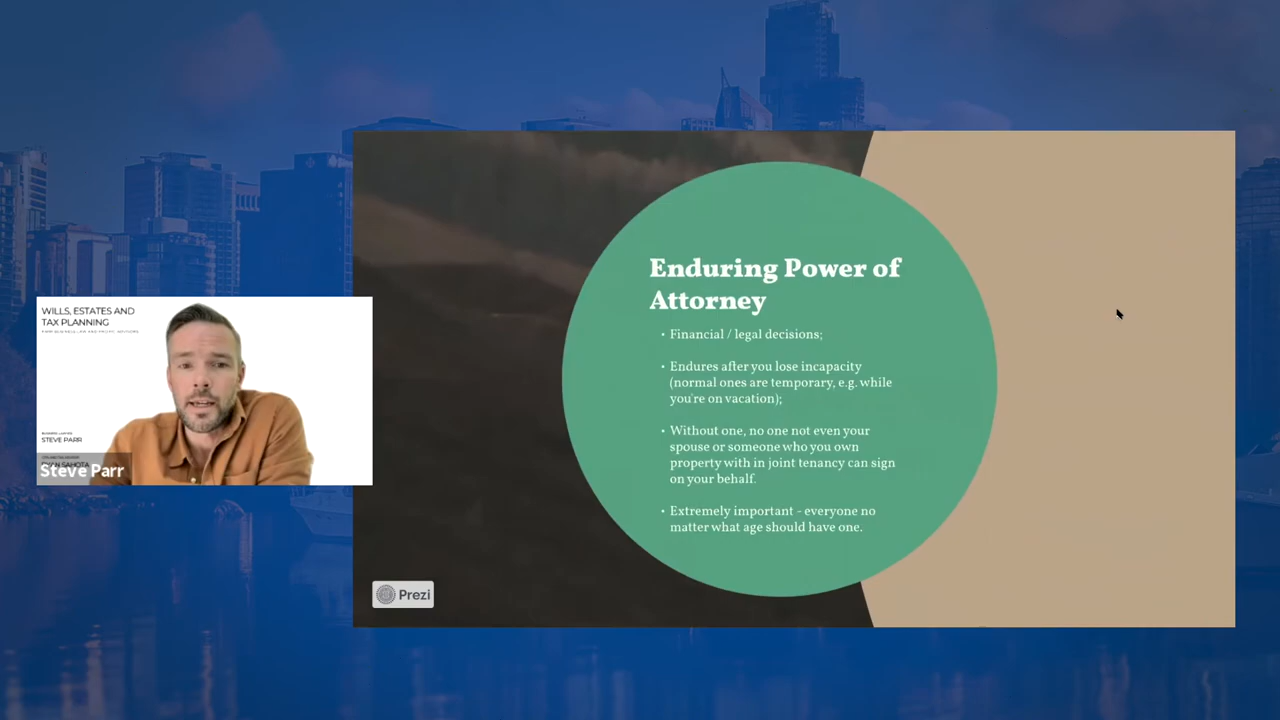 WILLS, ESTATES AND
TAX PLANNING
STEVE PARR
Steve Parr
Enduring Power of
Attorney
• Financial / legal decisions;
• Endures after you lose incapacity
(normal ones are temporary, e.g. while
you're on vacation);
• Without one, no one not even your
spouse or someone who you own
property with in joint tenancy can sign
on your behalf.
• Extremely important - everyone no
matter what age should have one.
Prezi